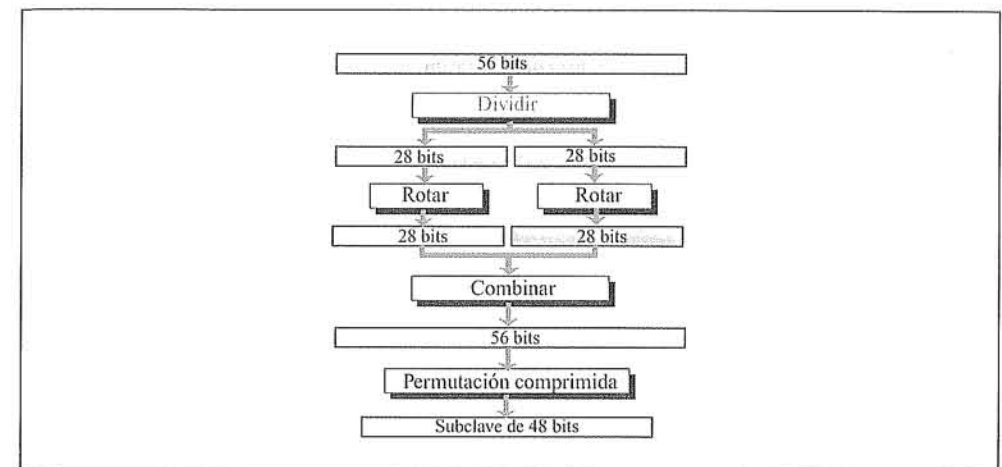 56 bits
Dividir
28 bits 28 bits
Rotar Rotar
28 bits 28 bits
Combinar
56 bits
Permutación comprimida
Subclave de 48 bits